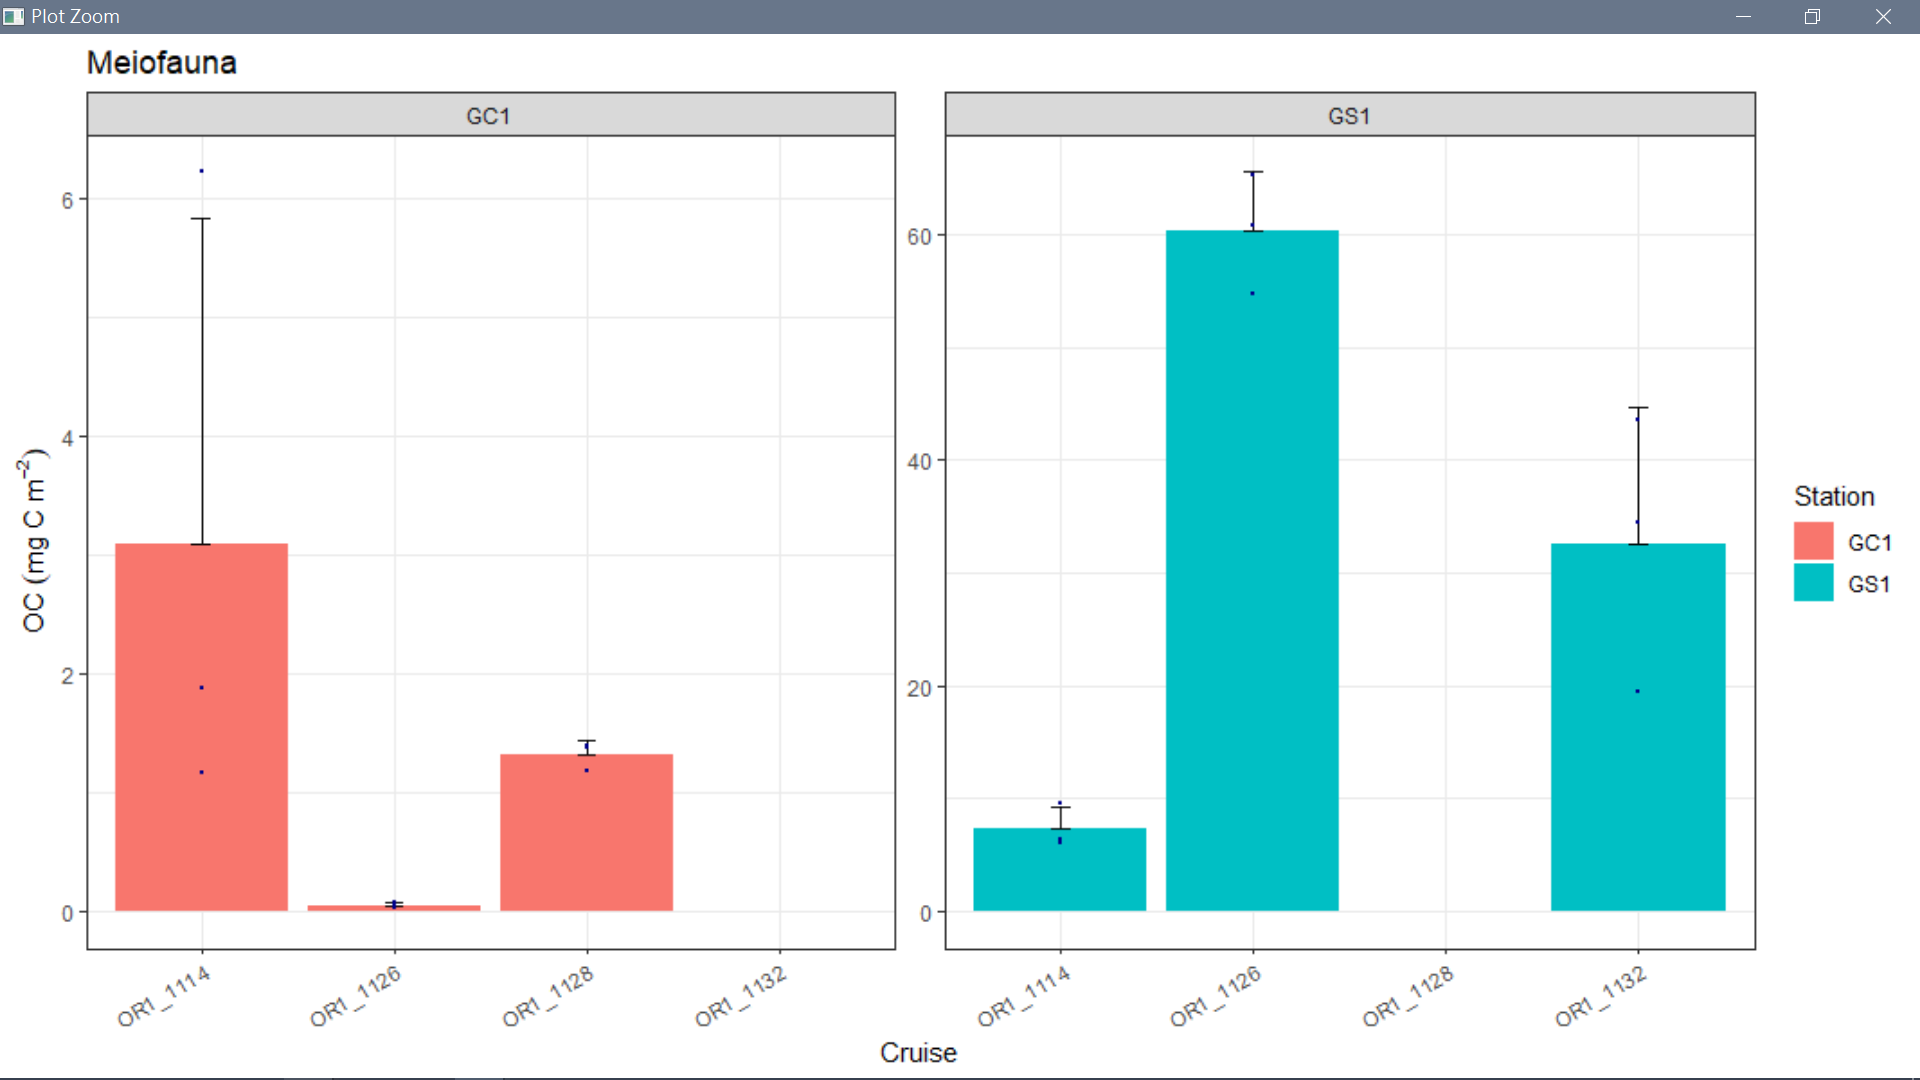 Plot Zoom
Meiofauna
GC1
GS1
6
4
2
0
60
40
20
0
OC (mg C m⁻²)
OR1_1114
OR1_1126
OR1_1128
OR1_1132
OR1_1114
OR1_1126
OR1_1128
OR1_1132
Cruise
Station
GC1
GS1